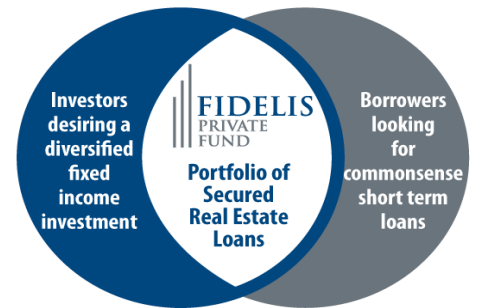 Investors
desiring a
diversified
fixed
income
investment
FIDELIS
PRIVATE
FUND
Portfolio of
Secured
Real Estate
Loans
Borrowers
looking
for
commonsense
short term
loans